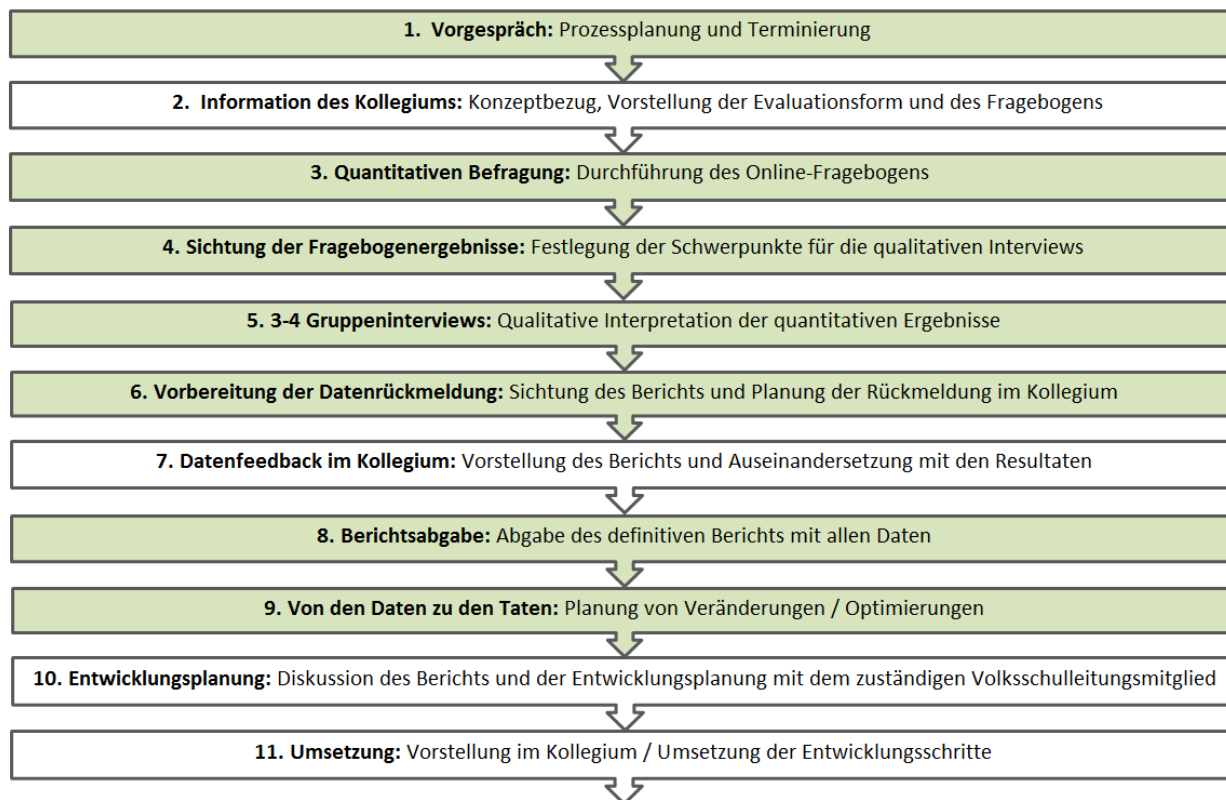 1. Vorgespräch: Prozessplanung und Terminierung
2. Information des Kollegiums: Konzeptbezug, Vorstellung der Evaluationsform und des Fragebogens
3. Quantitativen Befragung: Durchführung des Online-Fragebogens
4. Sichtung der Fragebogenergebnisse: Festlegung der Schwerpunkte für die qualitativen Interviews
5. 3-4 Gruppeninterviews: Qualitative Interpretation der quantitativen Ergebnisse
6. Vorbereitung der Datenrückmeldung: Sichtung des Berichts und Planung der Rückmeldung im Kollegium
7. Datenfeedback im Kollegium: Vorstellung des Berichts und Auseinandersetzung mit den Resultaten
8. Berichtsabgabe: Abgabe des definitiven Berichts mit allen Daten
9. Von den Daten zu den Taten: Planung von Veränderungen / Optimierungen
10. Entwicklungsplanung: Diskussion des Berichts und der Entwicklungsplanung mit dem zuständigen Volksschulleitungsmitglied
11. Umsetzung: Vorstellung im Kollegium / Umsetzung der Entwicklungsschritte